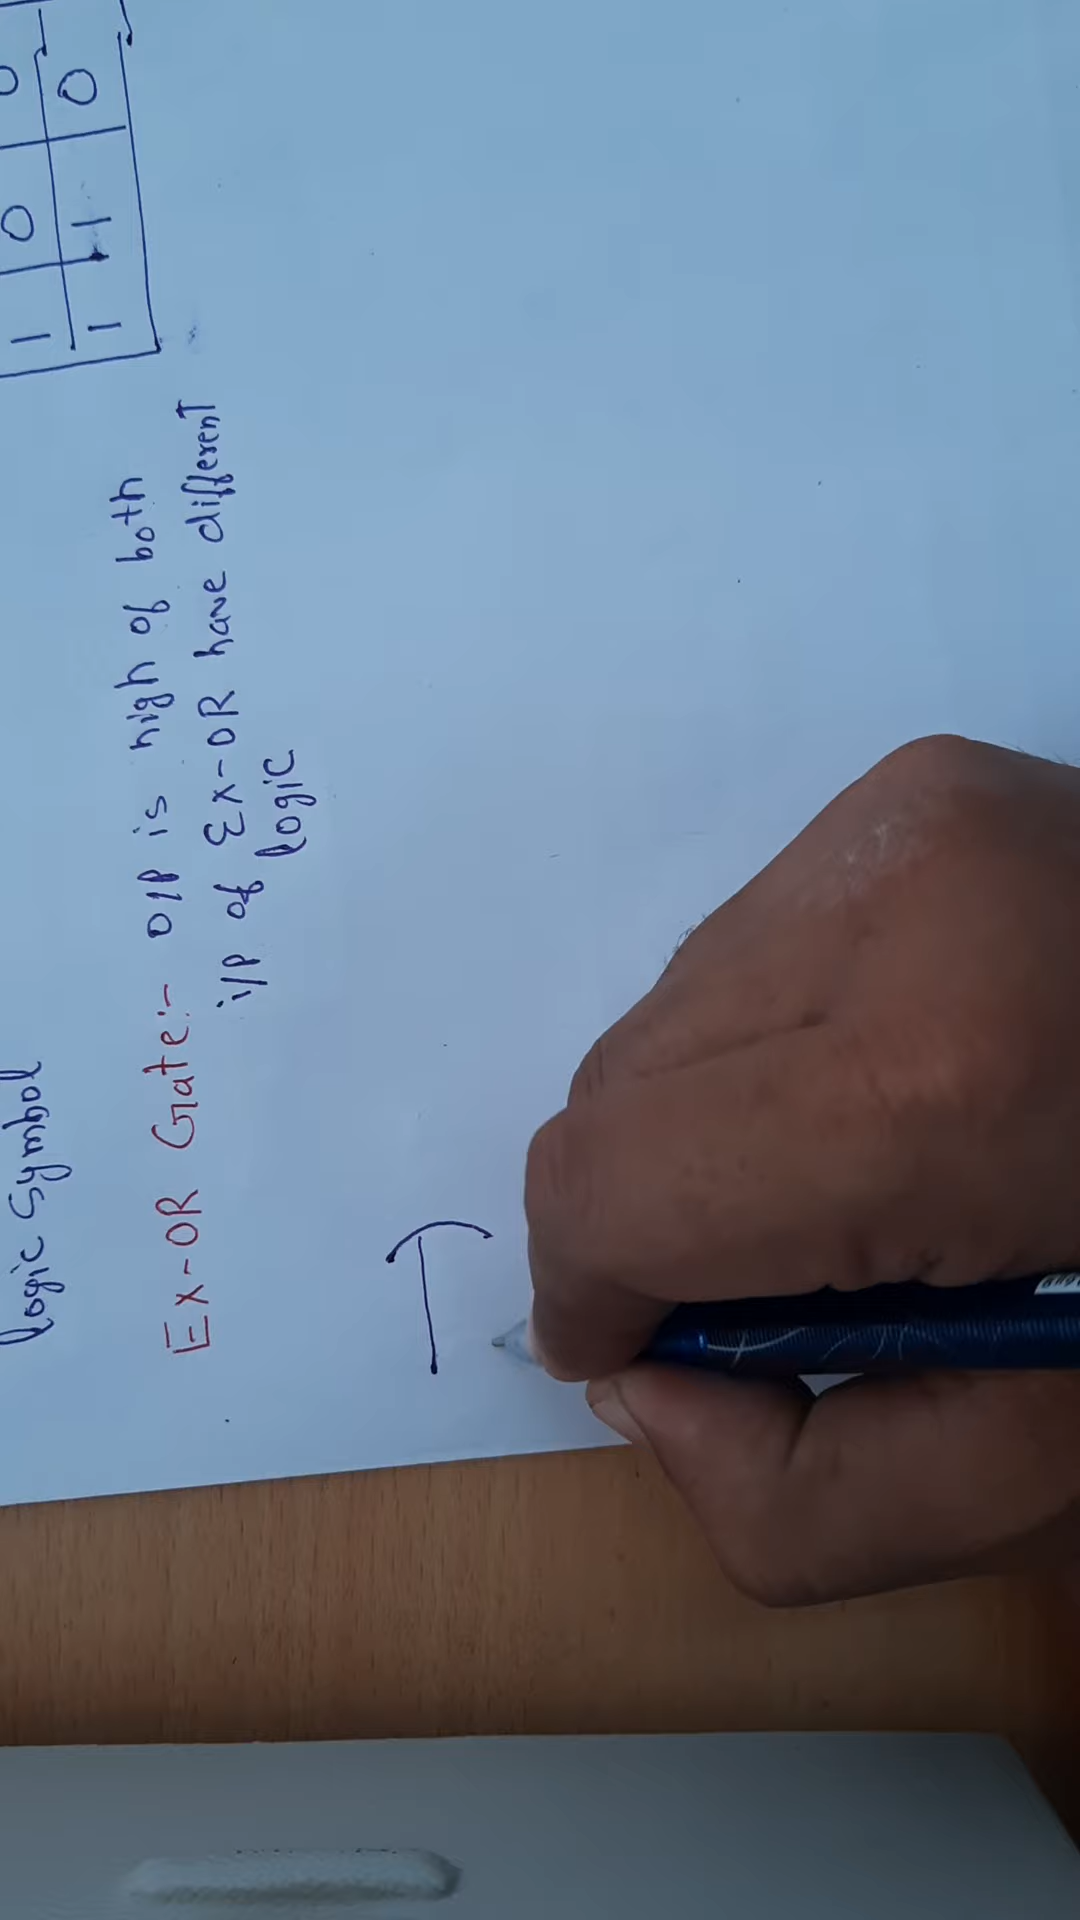 1 0 0
1 1 0
logic Symbol
Ex-OR Gate:- O/P is high of both
i/p of Ex-OR have different
logic